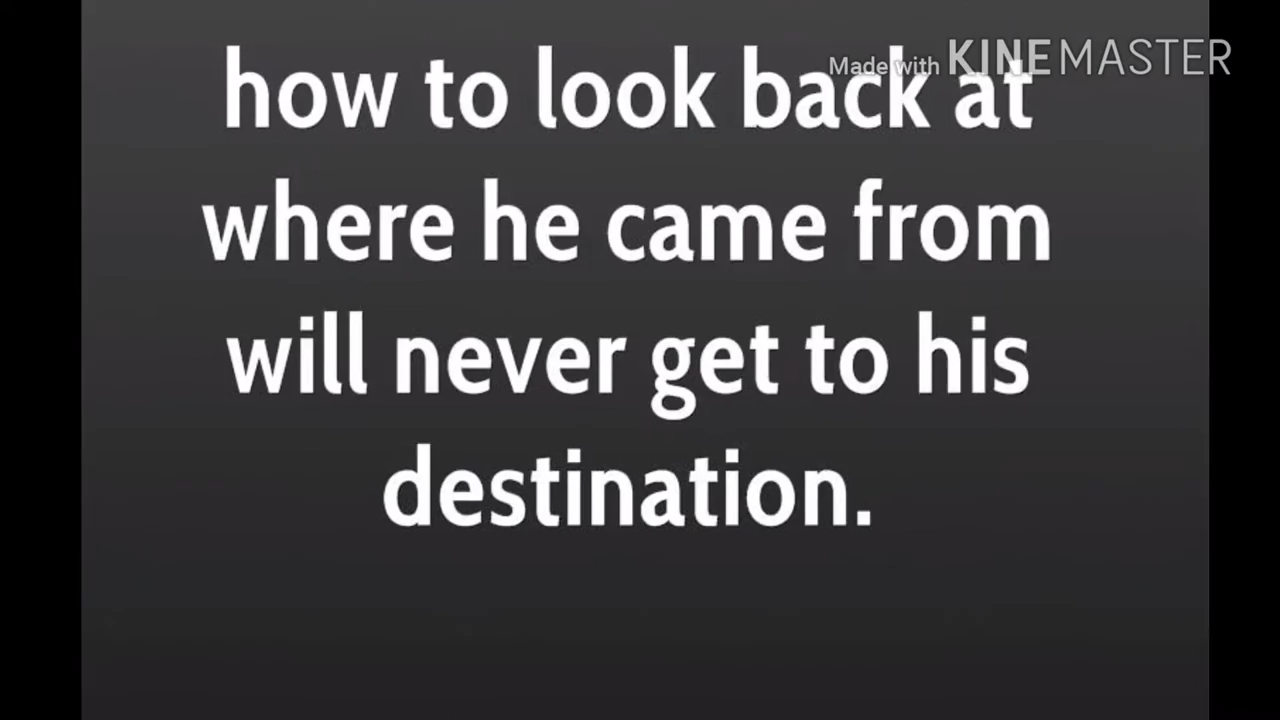 Made with KINEMASTER
how to look back at
where he came from
will never get to his
destination.